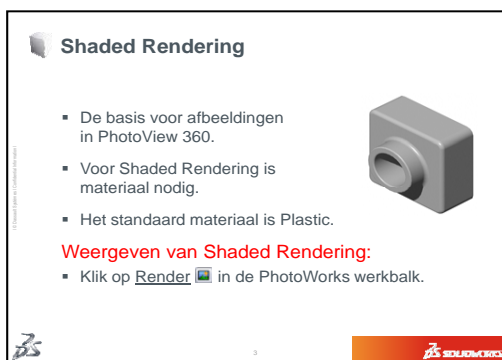 Shaded Rendering
De basis voor afbeeldingen
in PhotoView 360.
Voor Shaded Rendering is
materiaal nodig.
Het standaard materiaal is Plastic.
Weergeven van Shaded Rendering:
Klik op Render in de PhotoWorks werkbalk.
3
SOLIDWORKS